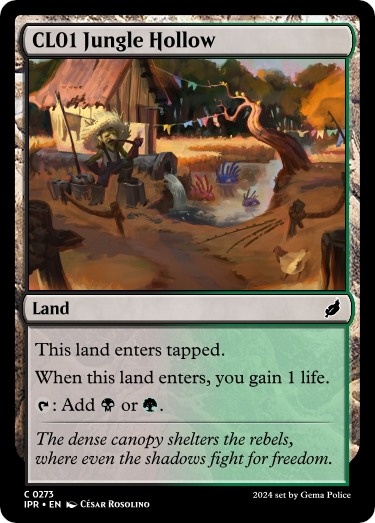 CL01 Jungle Hollow
Land
This land enters tapped.
When this land enters, you gain 1 life.
: Add or .
The dense canopy shelters the rebels,
where even the shadows fight for freedom.
C 0273
2024 set by Gema Police
IPR • EN César Rosolino